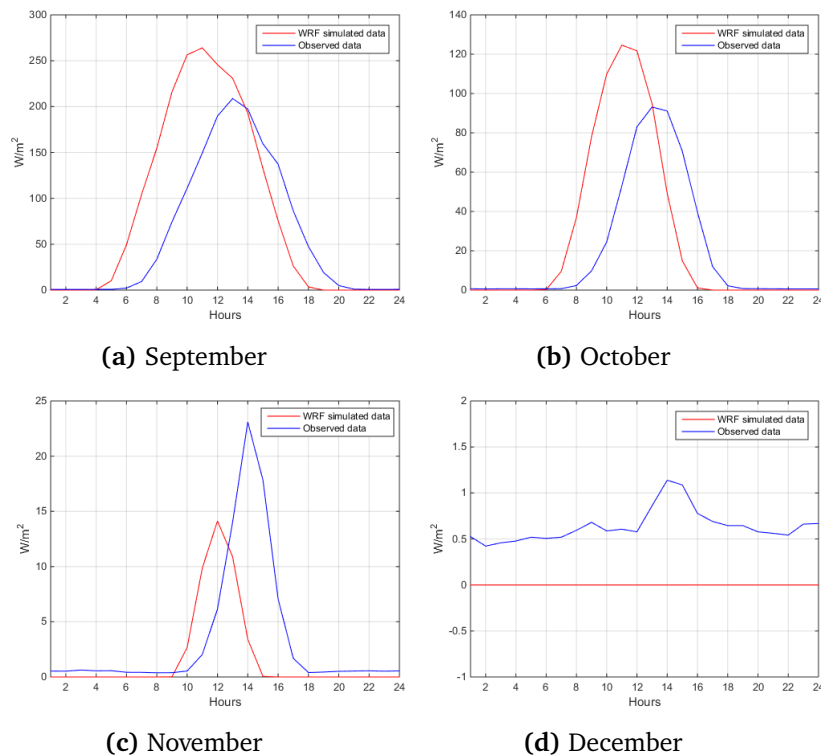 300
250
200
150
100
50
0
W/m²
2 4 6 8 10 12 14 16 18 20 22 24
Hours
WRF simulated data
Observed data
(a) September
140
120
100
80
60
40
20
0
W/m²
2 4 6 8 10 12 14 16 18 20 22 24
Hours
WRF simulated data
Observed data
(b) October
25
20
15
10
5
0
W/m²
2 4 6 8 10 12 14 16 18 20 22 24
Hours
WRF simulated data
Observed data
(c) November
2
1.5
1
0.5
0
-0.5
-1
W/m²
2 4 6 8 10 12 14 16 18 20 22 24
Hours
WRF simulated data
Observed data
(d) December